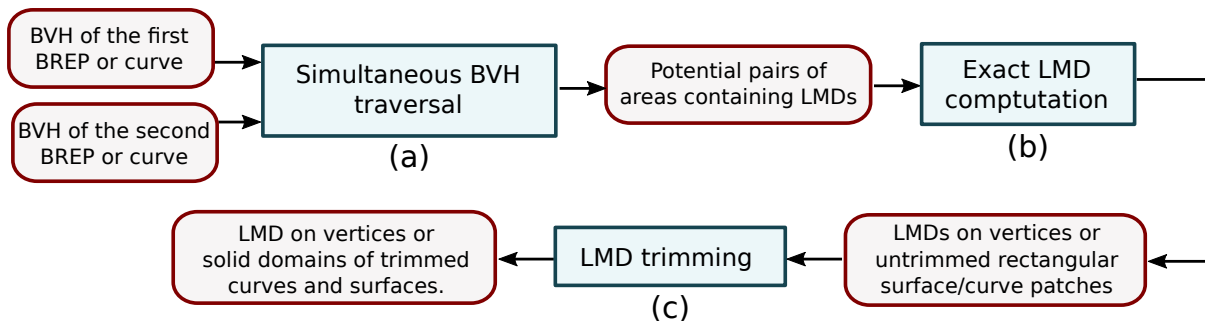 BVH of the first
BREP or curve
BVH of the second
BREP or curve
Simultaneous BVH
traversal
(a)
Potential pairs of
areas containing LMDs
Exact LMD
comptutation
(b)
LMDs on vertices or
untrimmed rectangular
surface/curve patches
LMD trimming
(c)
LMD on vertices or
solid domains of trimmed
curves and surfaces.